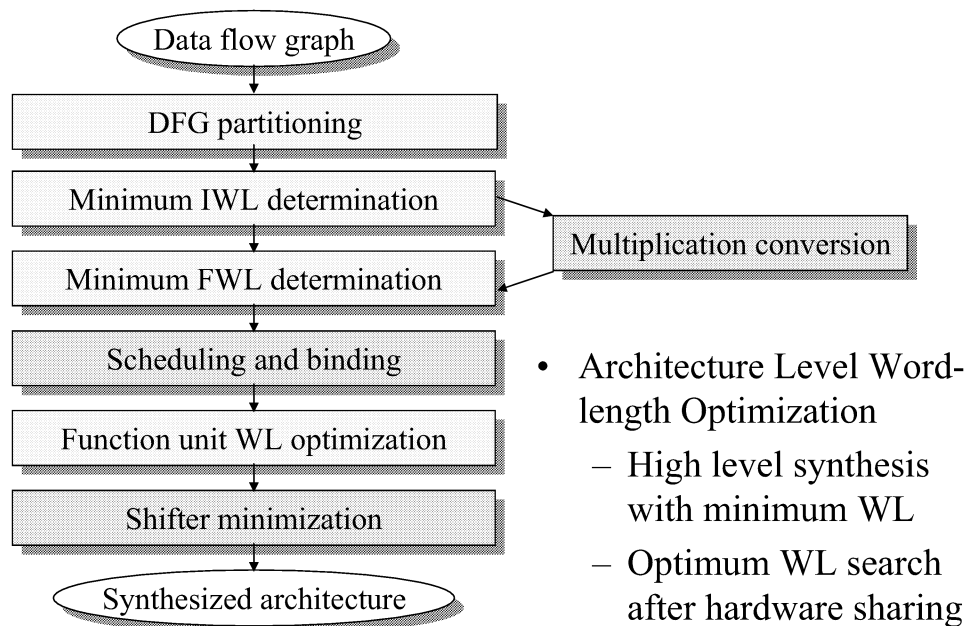 Data flow graph
DFG partitioning
Minimum IWL determination
Multiplication conversion
Minimum FWL determination
Scheduling and binding
Function unit WL optimization
Shifter minimization
Synthesized architecture
• Architecture Level Word-
length Optimization
– High level synthesis
with minimum WL
– Optimum WL search
after hardware sharing